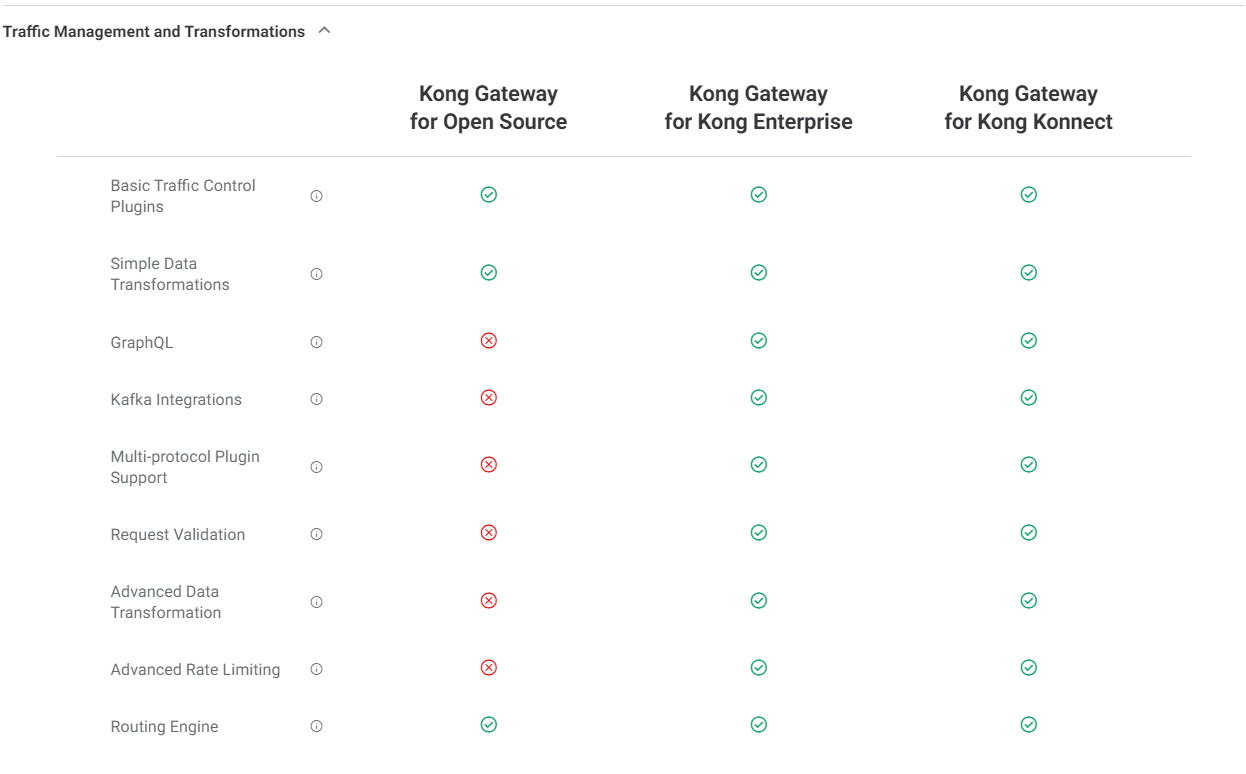 Traffic Management and Transformations
Kong Gateway
for Open Source
Kong Gateway
for Kong Enterprise
Kong Gateway
for Kong Konnect
Basic Traffic Control
Plugins
Simple Data
Transformations
GraphQL
Kafka Integrations
Multi-protocol Plugin
Support
Request Validation
Advanced Data
Transformation
Advanced Rate Limiting
Routing Engine